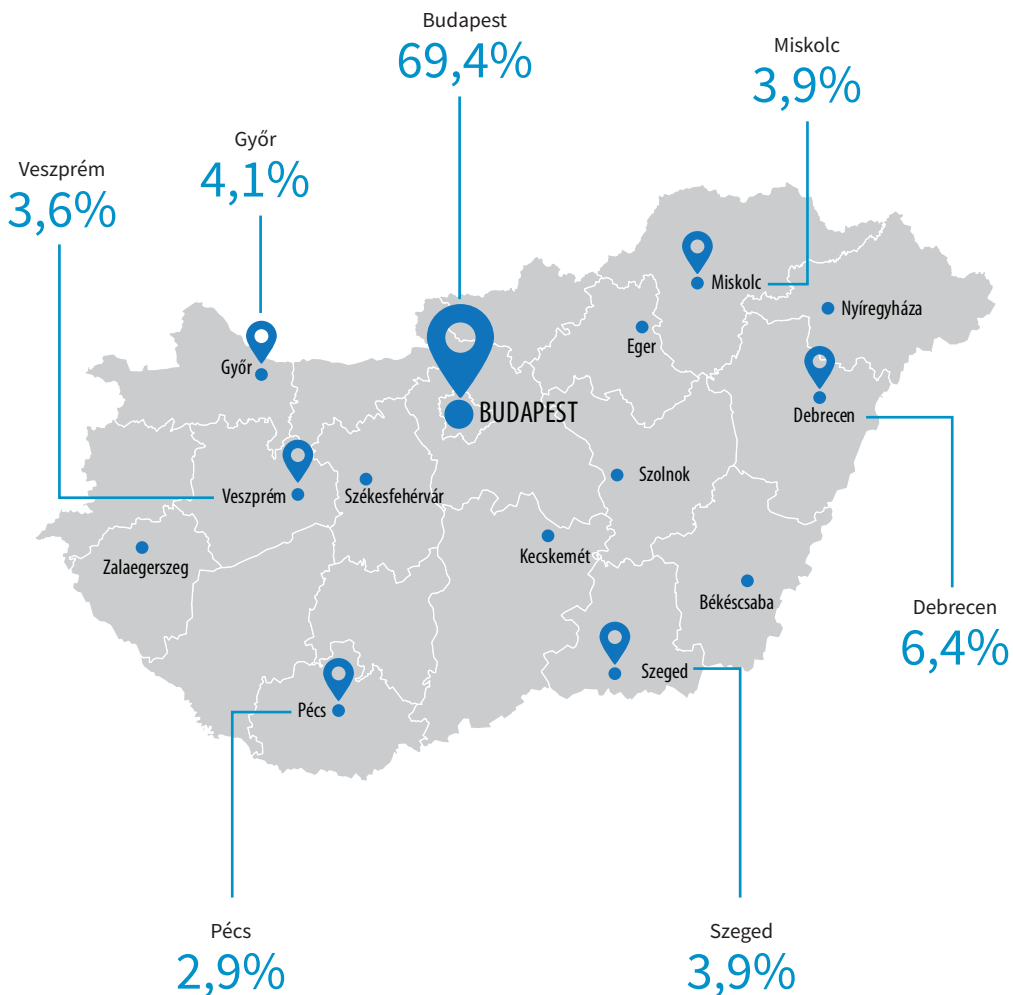 Budapest
69,4%
Miskolc
3,9%
Győr
4,1%
Veszprém
3,6%
Miskolc
Nyíregyháza
Eger
Győr
Debrecen
BUDAPEST
Szolnok
Veszprém
Székesfehérvár
Kecskemét
Zalaegerszeg
Békéscsaba
Debrecen
6,4%
Szeged
Pécs
Pécs
2,9%
Szeged
3,9%